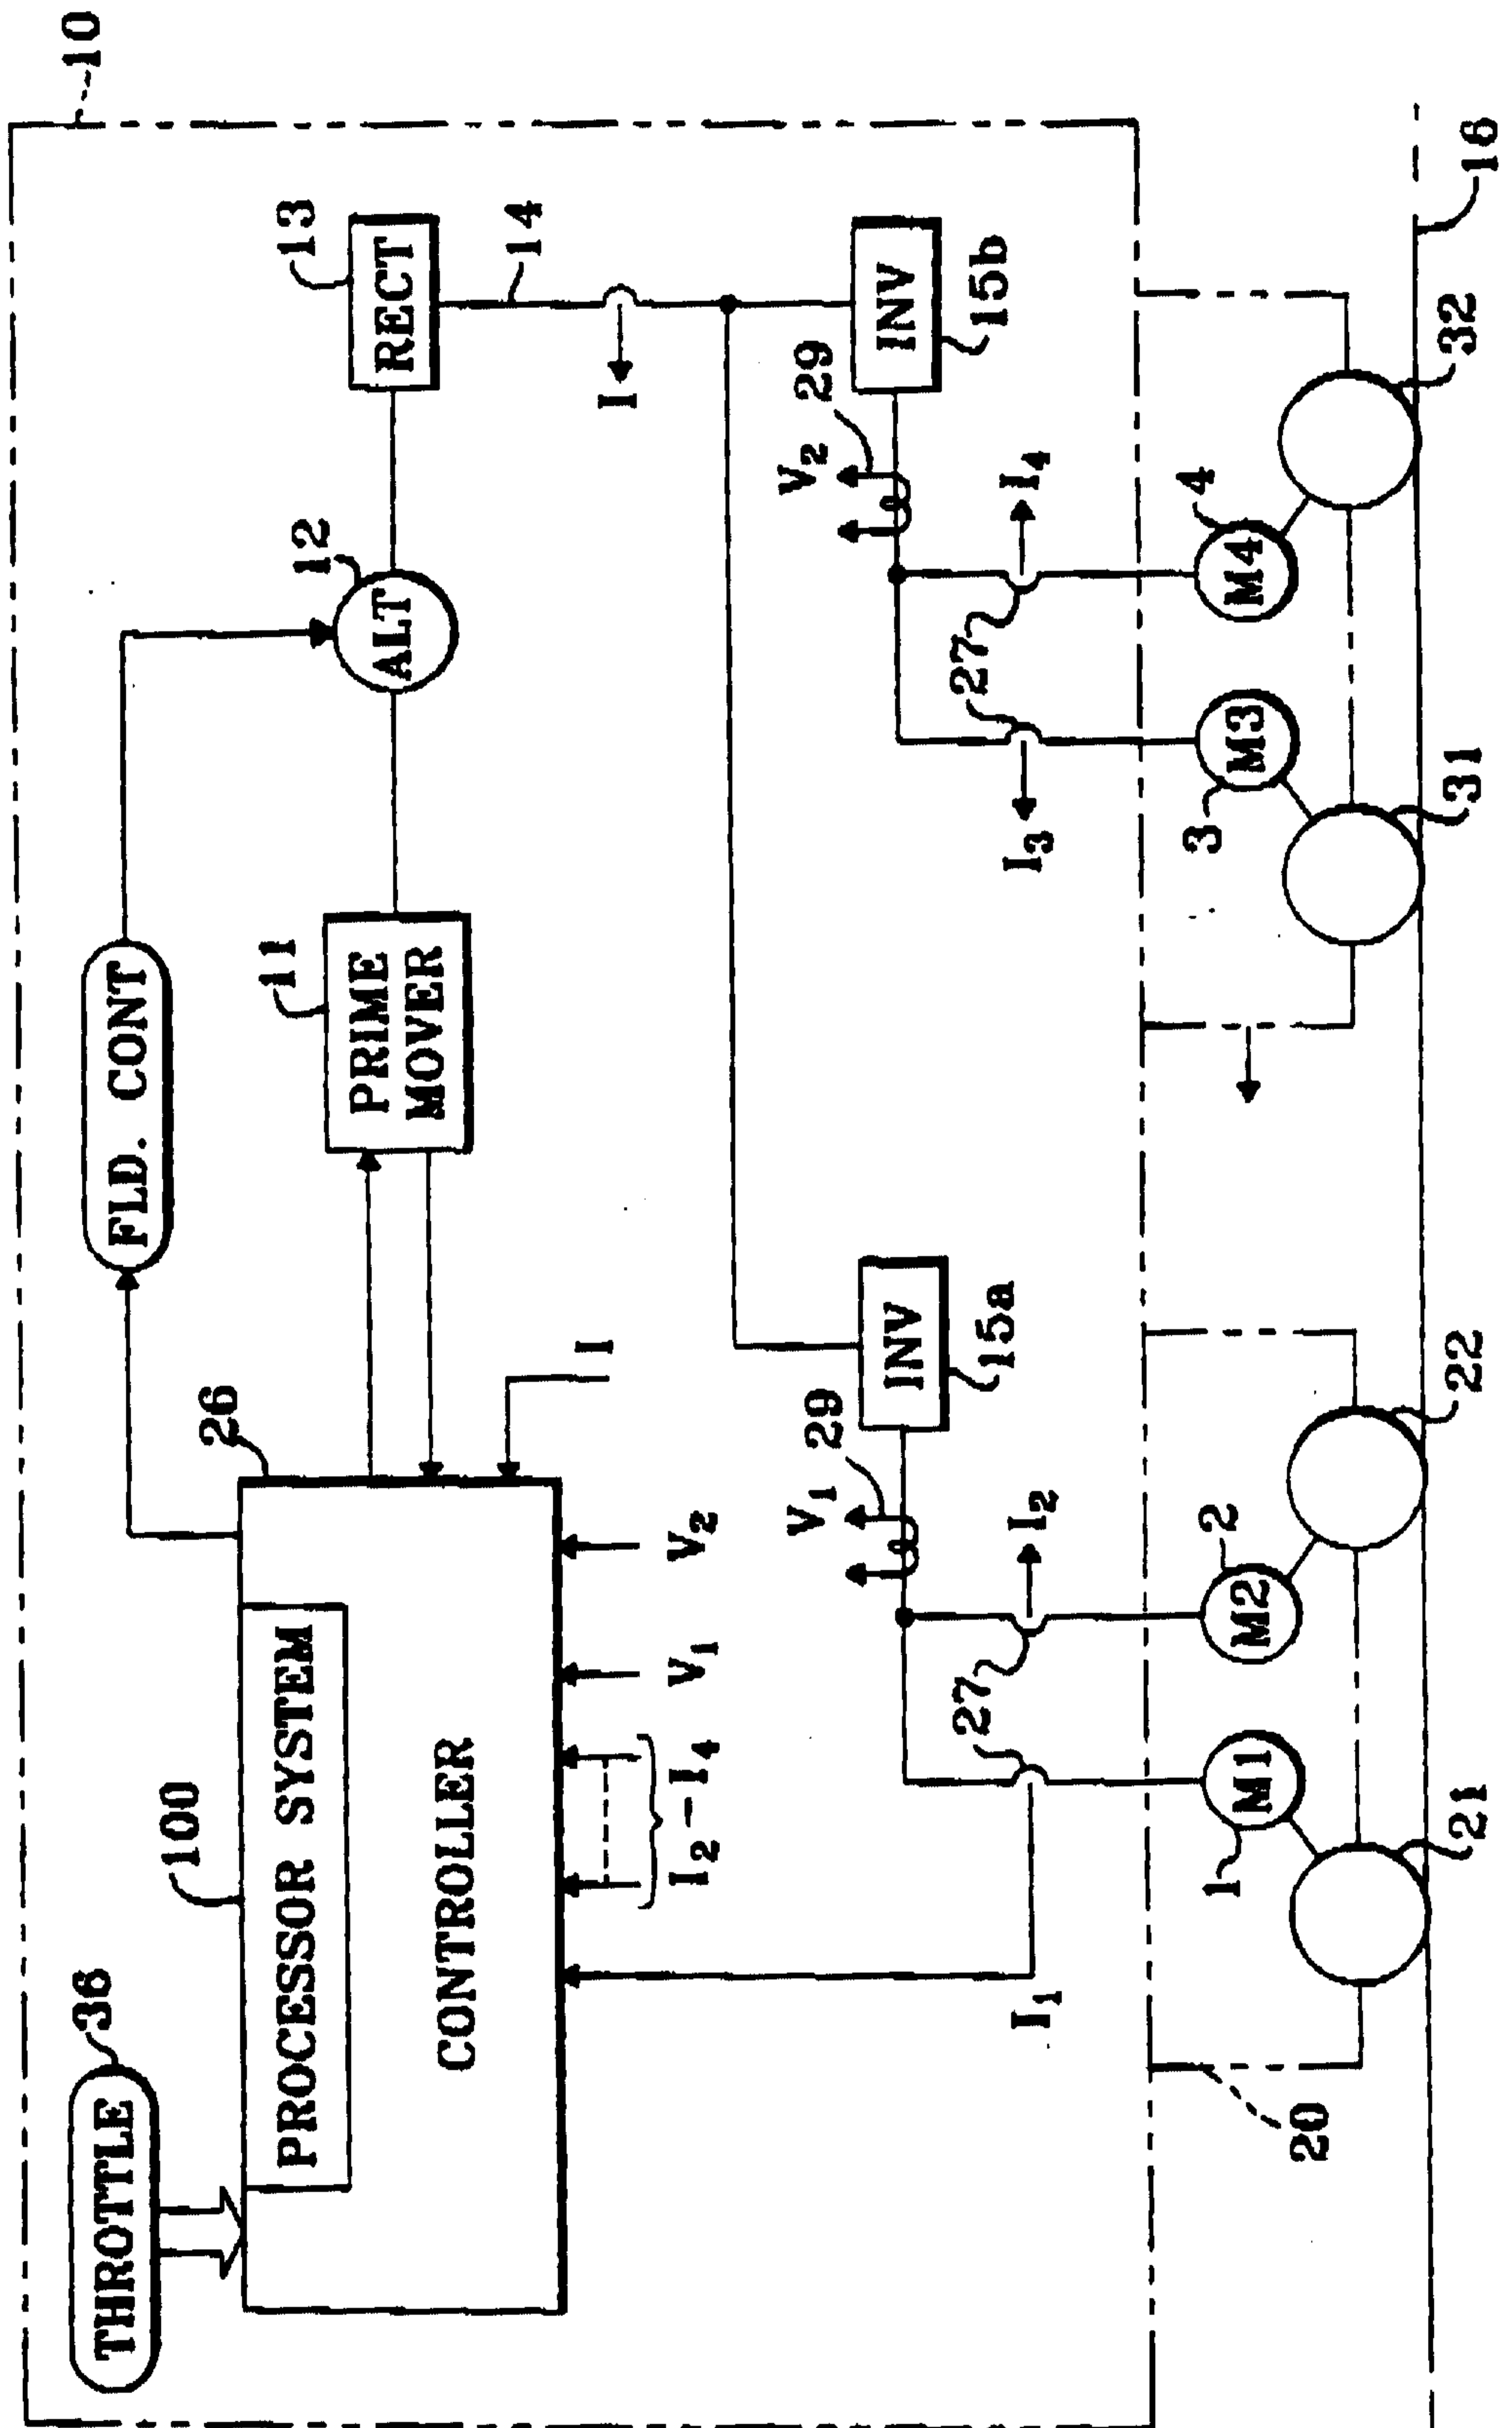 10
THROTTLE
36
FLD. CONT
100
PROCESSOR SYSTEM
CONTROLLER
26
11
PRIME
MOVER
12
ALT
13
RECT
14
I
I
I₂-I₄
V₁
V₂
I₁
V₁
29
INV
15a
27
I₂
V₂
29
INV
15b
27
I₃
I₄
20
1
M1
M2
2
3
M3
M4
4
21
22
31
32
16